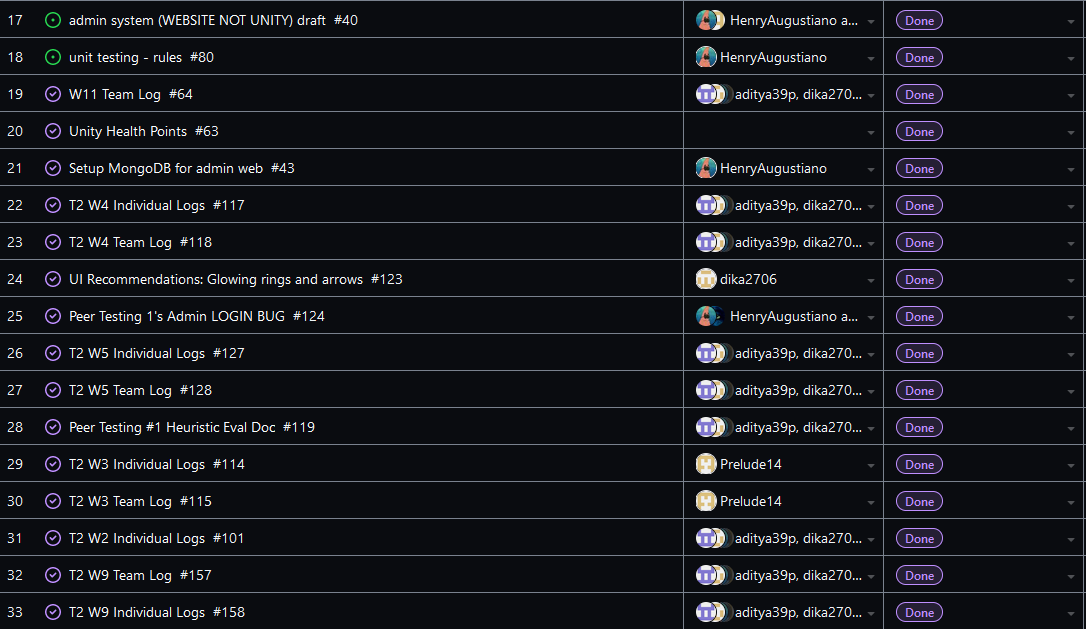 17 admin system (WEBSITE NOT UNITY) draft #40 HenryAugustiano a... Done
18 unit testing - rules #80 HenryAugustiano Done
19 W11 Team Log #64 aditya39p, dika270... Done
20 Unity Health Points #63 Done
21 Setup MongoDB for admin web #43 HenryAugustiano Done
22 T2 W4 Individual Logs #117 aditya39p, dika270... Done
23 T2 W4 Team Log #118 aditya39p, dika270... Done
24 UI Recommendations: Glowing rings and arrows #123 dika2706 Done
25 Peer Testing 1's Admin LOGIN BUG #124 HenryAugustiano a... Done
26 T2 W5 Individual Logs #127 aditya39p, dika270... Done
27 T2 W5 Team Log #128 aditya39p, dika270... Done
28 Peer Testing #1 Heuristic Eval Doc #119 aditya39p, dika270... Done
29 T2 W3 Individual Logs #114 Prelude14 Done
30 T2 W3 Team Log #115 Prelude14 Done
31 T2 W2 Individual Logs #101 aditya39p, dika270... Done
32 T2 W9 Team Log #157 aditya39p, dika270... Done
33 T2 W9 Individual Logs #158 aditya39p, dika270... Done